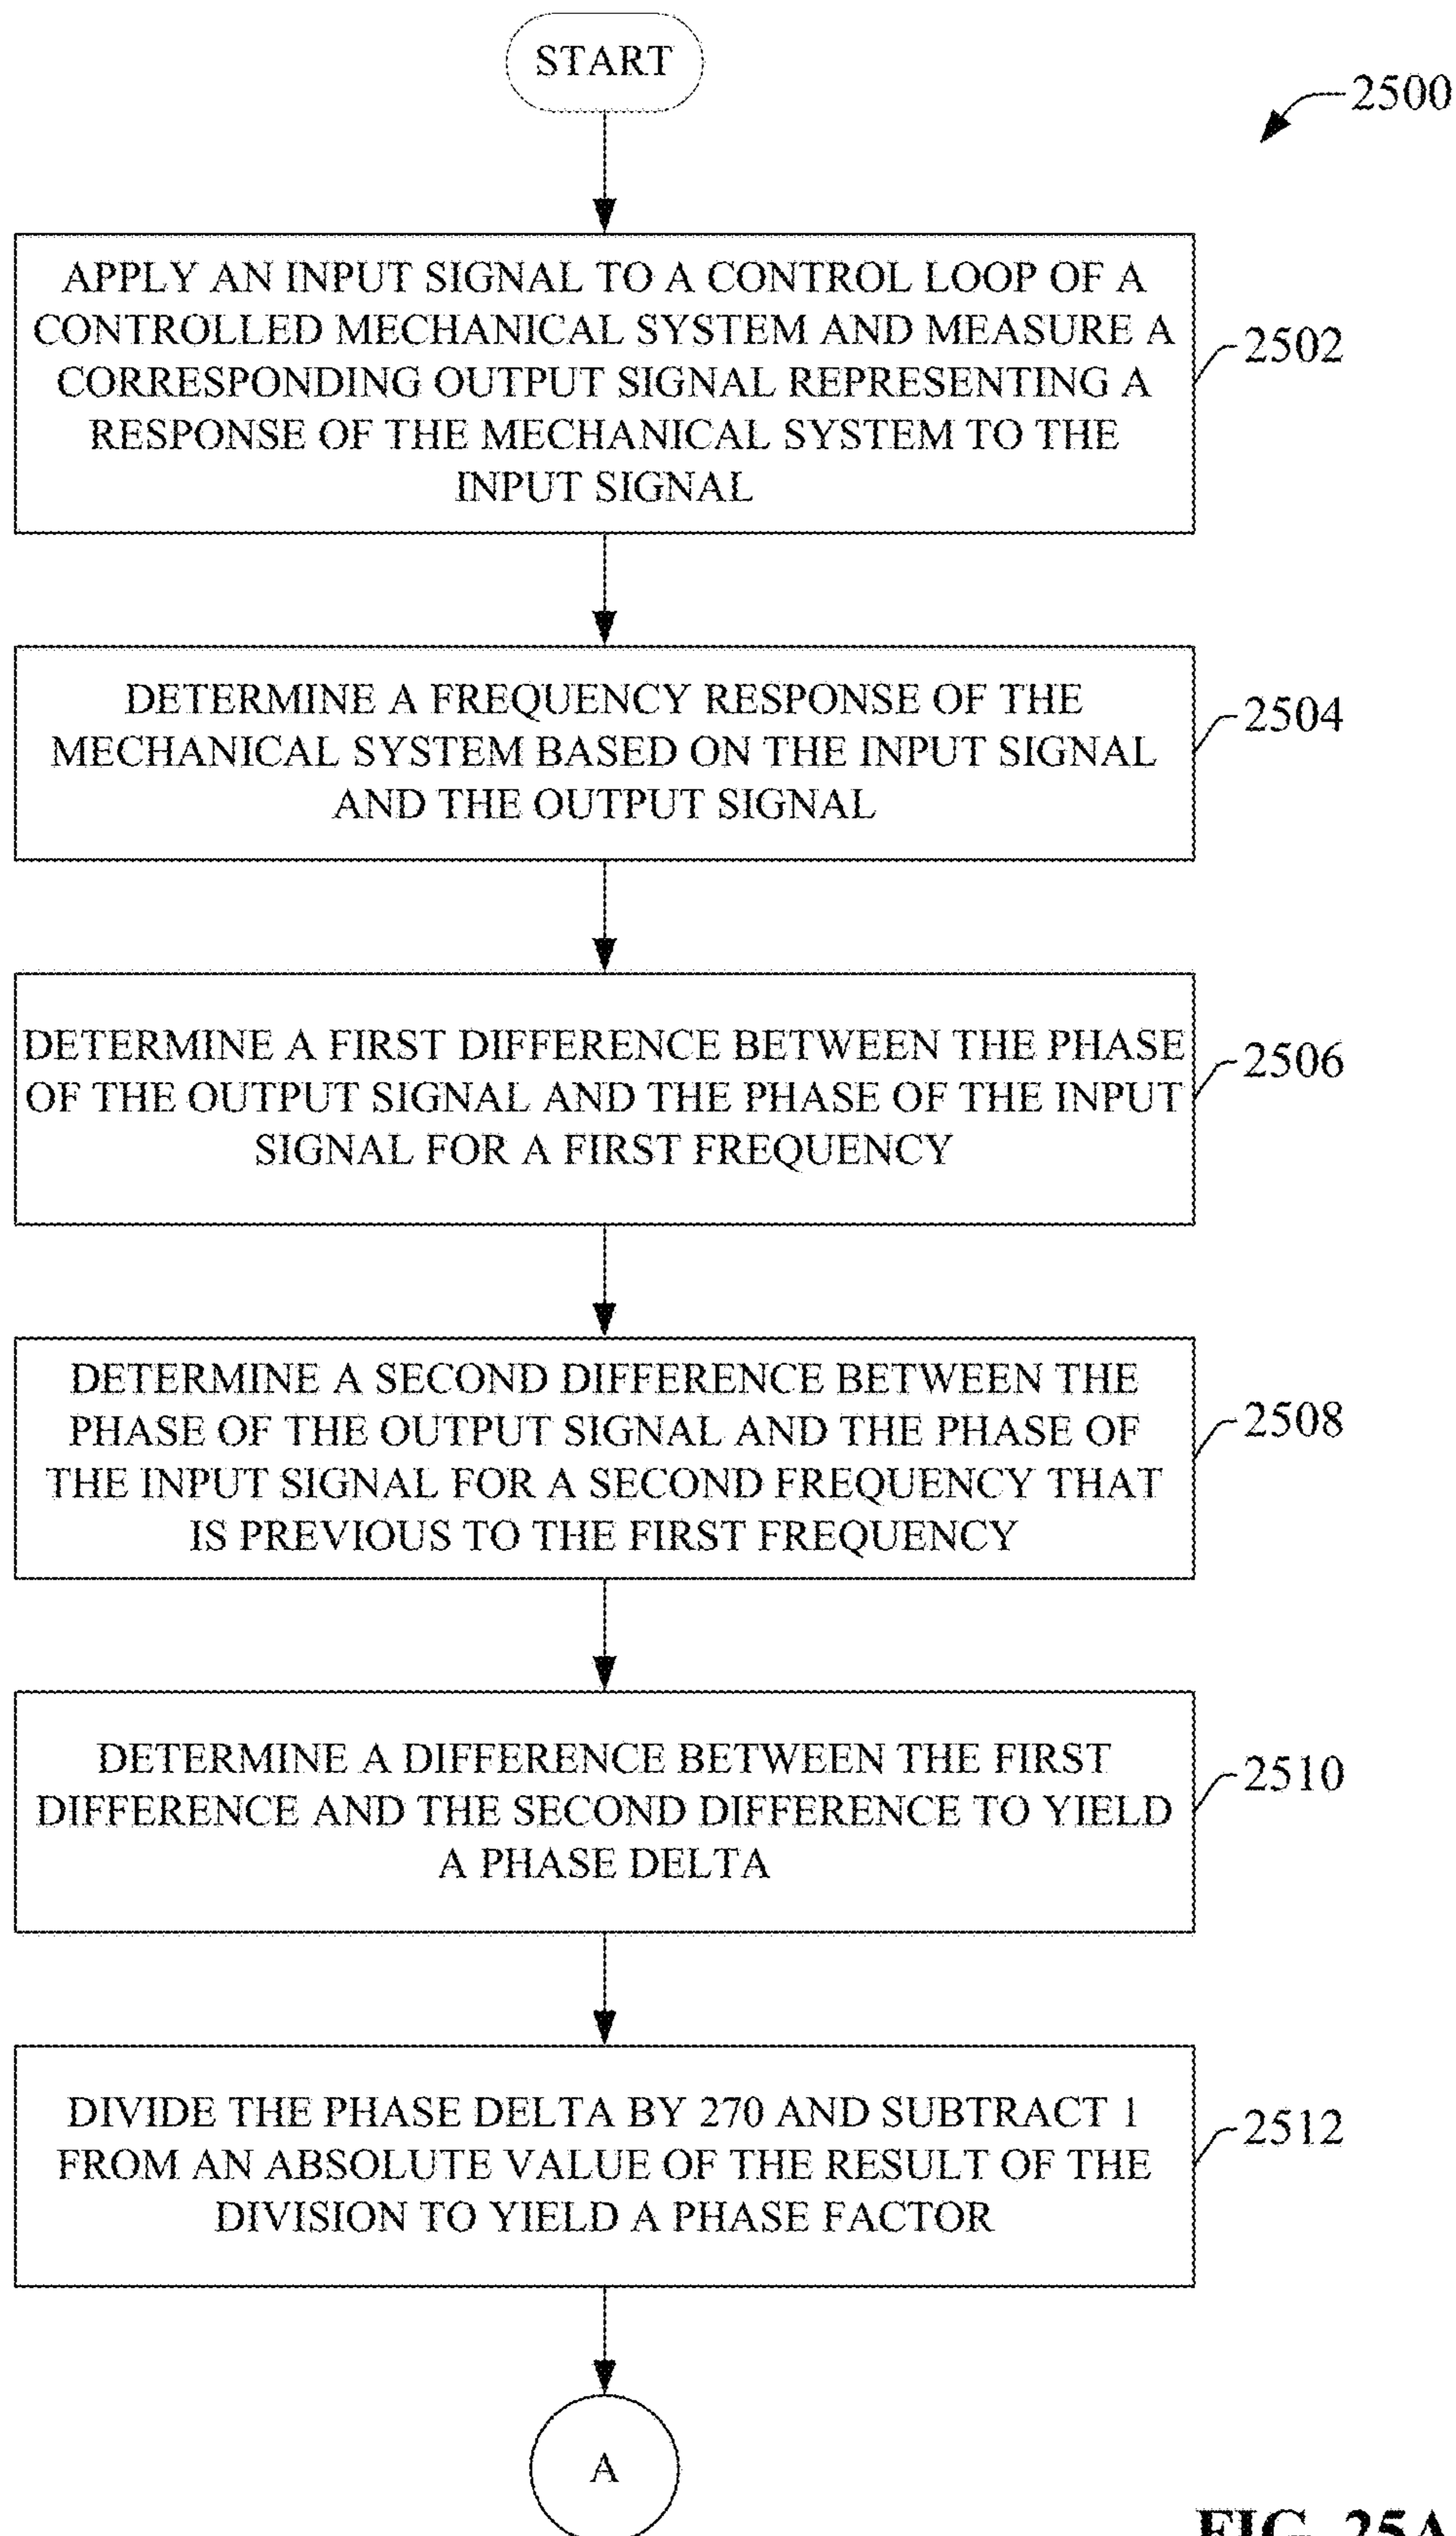 START
2500
APPLY AN INPUT SIGNAL TO A CONTROL LOOP OF A
CONTROLLED MECHANICAL SYSTEM AND MEASURE A
CORRESPONDING OUTPUT SIGNAL REPRESENTING A
RESPONSE OF THE MECHANICAL SYSTEM TO THE
INPUT SIGNAL
2502
DETERMINE A FREQUENCY RESPONSE OF THE
MECHANICAL SYSTEM BASED ON THE INPUT SIGNAL
AND THE OUTPUT SIGNAL
2504
DETERMINE A FIRST DIFFERENCE BETWEEN THE PHASE
OF THE OUTPUT SIGNAL AND THE PHASE OF THE INPUT
SIGNAL FOR A FIRST FREQUENCY
2506
DETERMINE A SECOND DIFFERENCE BETWEEN THE
PHASE OF THE OUTPUT SIGNAL AND THE PHASE OF
THE INPUT SIGNAL FOR A SECOND FREQUENCY THAT
IS PREVIOUS TO THE FIRST FREQUENCY
2508
DETERMINE A DIFFERENCE BETWEEN THE FIRST
DIFFERENCE AND THE SECOND DIFFERENCE TO YIELD
A PHASE DELTA
2510
DIVIDE THE PHASE DELTA BY 270 AND SUBTRACT 1
FROM AN ABSOLUTE VALUE OF THE RESULT OF THE
DIVISION TO YIELD A PHASE FACTOR
2512
A
FIG. 25A